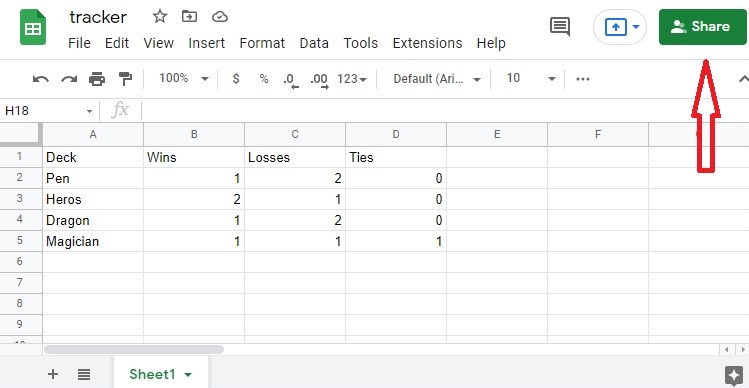 tracker
Share
File Edit View Insert Format Data Tools Extensions Help
100% $ % .0 .00 123 Default (Ari... 10
H18 fx
A B C D E F
1 Deck Wins Losses Ties
2 Pen 1 2 0
3 Heros 2 1 0
4 Dragon 1 2 0
5 Magician 1 1 1
6
7
8
9
Sheet1